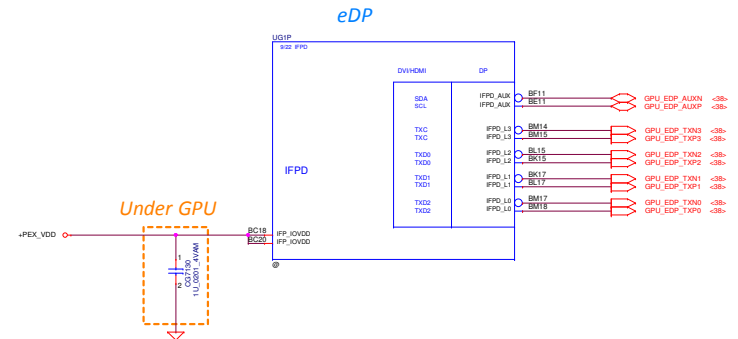 eDP
UG1P
9/22 IFPD
DVI/HDMI DP
IFPD_AUX BF11 GPU_EDP_AUXN <38>
SDA IFPD_AUX BE11 GPU_EDP_AUXP <38>
SCL
TXC IFPD_L3 BM14 GPU_EDP_TXN3 <38>
TXC IFPD_L3 BM15 GPU_EDP_TXP3 <38>
TXD0 IFPD_L2 BL15 GPU_EDP_TXN2 <38>
TXD0 IFPD_L2 BK15 GPU_EDP_TXP2 <38>
IFPD
TXD1 IFPD_L1 BK17 GPU_EDP_TXN1 <38>
TXD1 IFPD_L1 BL17 GPU_EDP_TXP1 <38>
TXD2 IFPD_L0 BM17 GPU_EDP_TXN0 <38>
TXD2 IFPD_L0 BM18 GPU_EDP_TXP0 <38>
Under GPU
+PEX_VDD BC18 IFP_IOVDD
BC20 IFP_IOVDD
1
2
CG7130
1U_0201_4VAM
@